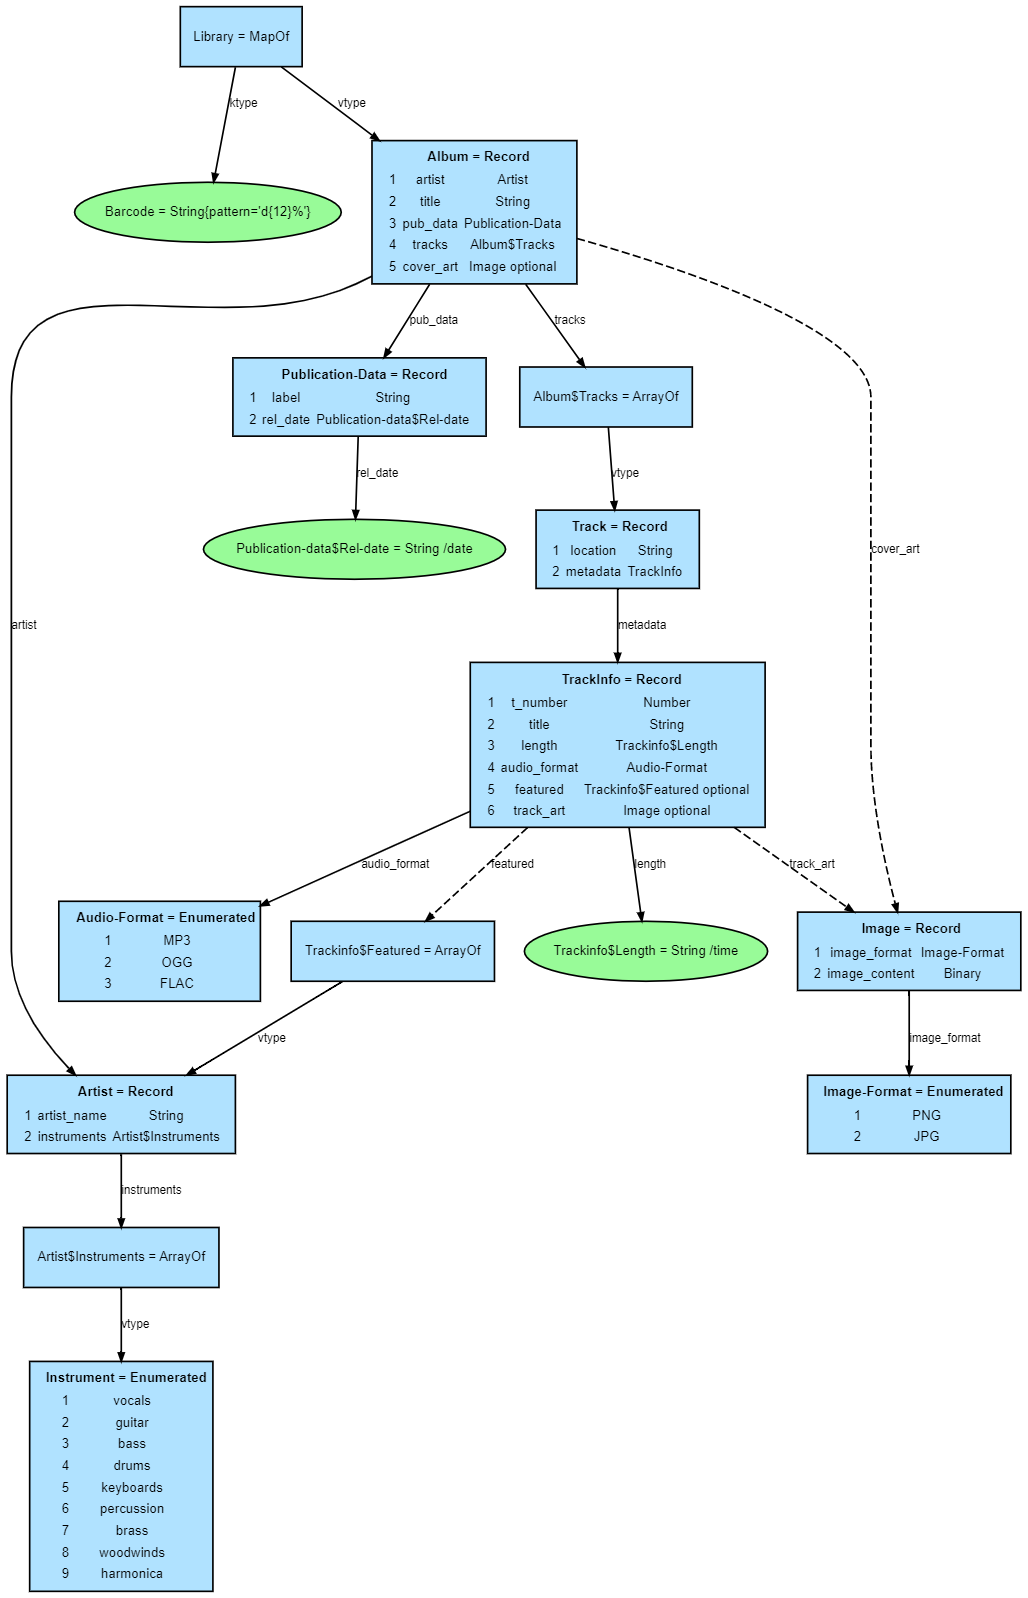 Library = MapOf
ktype
vtype
Album = Record
1 artist Artist
2 title String
3 pub_data Publication-Data
4 tracks Album$Tracks
5 cover_art Image optional
Barcode = String{pattern='d{12}%'}
pub_data
tracks
Publication-Data = Record
1 label String
2 rel_date Publication-data$Rel-date
Album$Tracks = ArrayOf
rel_date
vtype
Track = Record
1 location String
2 metadata TrackInfo
Publication-data$Rel-date = String /date
cover_art
artist
metadata
TrackInfo = Record
1 t_number Number
2 title String
3 length Trackinfo$Length
4 audio_format Audio-Format
5 featured Trackinfo$Featured optional
6 track_art Image optional
audio_format
featured
length
track_art
Audio-Format = Enumerated
1 MP3
2 OGG
3 FLAC
Trackinfo$Featured = ArrayOf
Trackinfo$Length = String /time
Image = Record
1 image_format Image-Format
2 image_content Binary
vtype
image_format
Artist = Record
1 artist_name String
2 instruments Artist$Instruments
Image-Format = Enumerated
1 PNG
2 JPG
instruments
Artist$Instruments = ArrayOf
vtype
Instrument = Enumerated
1 vocals
2 guitar
3 bass
4 drums
5 keyboards
6 percussion
7 brass
8 woodwinds
9 harmonica